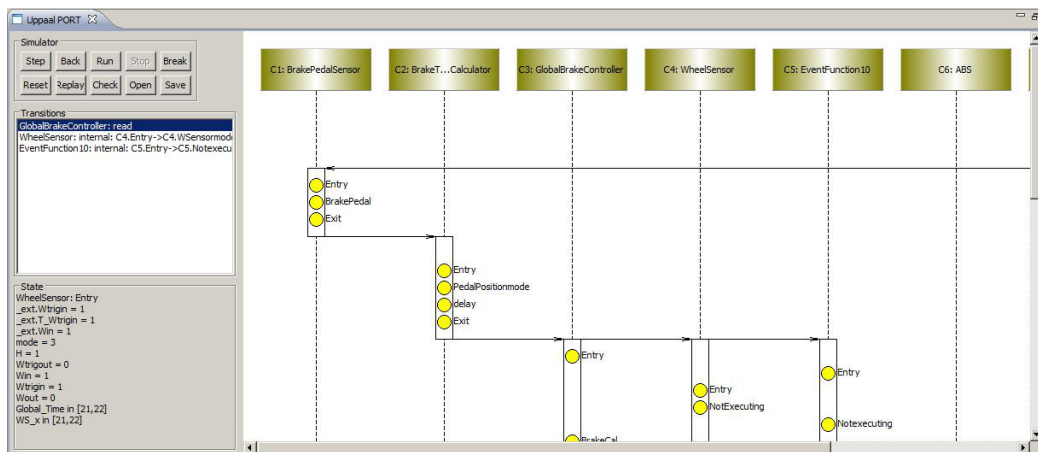 Uppaal PORT
Simulator
Step Back Run Stop Break
Reset Replay Check Open Save
Transitions
GlobalBrakeController: read
WheelSensor: internal: C4.Entry->C4.WSensormod
EventFunction10: internal: C5.Entry->C5.Notexecu
State
WheelSensor: Entry
_ext.Wtrigin = 1
_ext.T_Wtrigin = 1
_ext.Win = 1
mode = 3
H = 1
Wtrigout = 0
Win = 1
Wtrigin = 1
Wout = 0
Global_Time in [21,22]
WS_x in [21,22]
C1: BrakePedalSensor
C2: BrakeT...Calculator
C3: GlobalBrakeController
C4: WheelSensor
C5: EventFunction10
C6: ABS
Entry
BrakePedal
Exit
Entry
PedalPositionmode
delay
Exit
Entry
BrakeCal
Entry
NotExecuting
Entry
Notexecuting